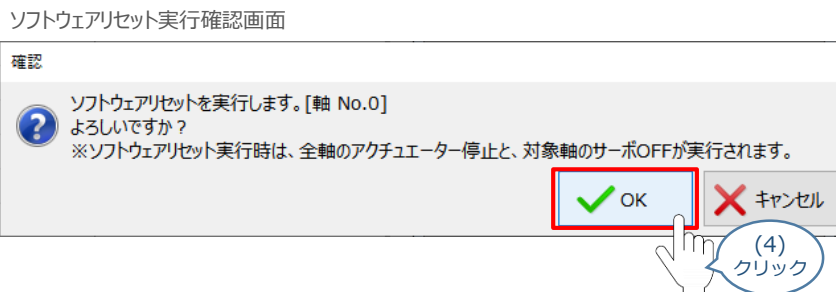 ソフトウェアリセット実行確認画面
確認
ソフトウェアリセットを実行します。[軸 No.0]
よろしいですか？
※ソフトウェアリセット実行時は、全軸のアクチュエーター停止と、対象軸のサーボOFFが実行されます。
OK
キャンセル
(4)
クリック